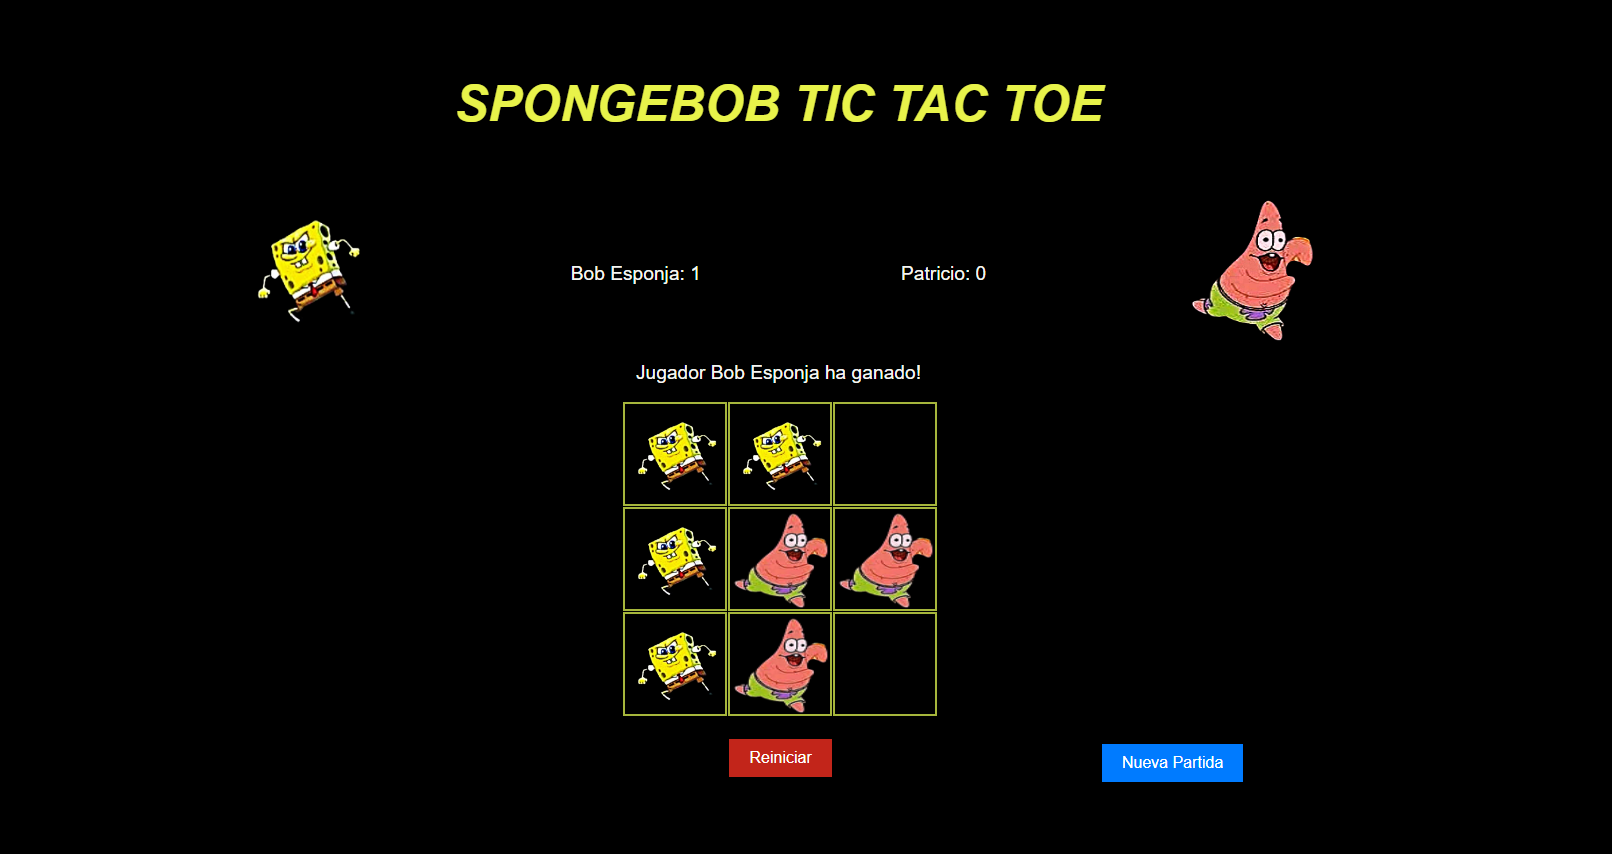 SPONGEBOB TIC TAC TOE
Bob Esponja: 1
Patricio: 0
Jugador Bob Esponja ha ganado!
Reiniciar
Nueva Partida